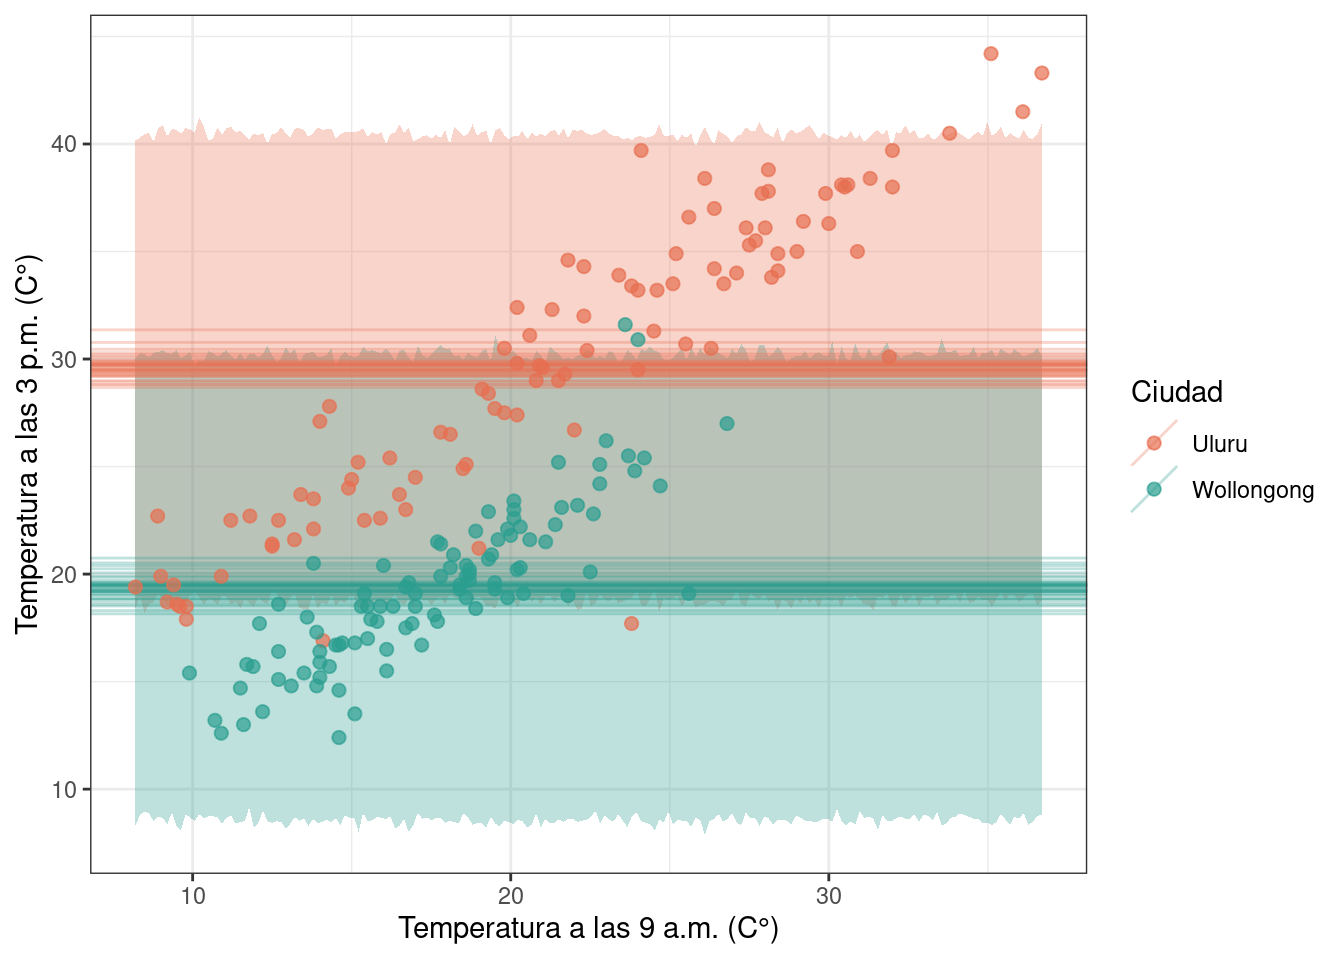 40
30
20
10
10
20
30
Temperatura a las 3 p.m. (C°)
Temperatura a las 9 a.m. (C°)
Ciudad
Uluru
Wollongong